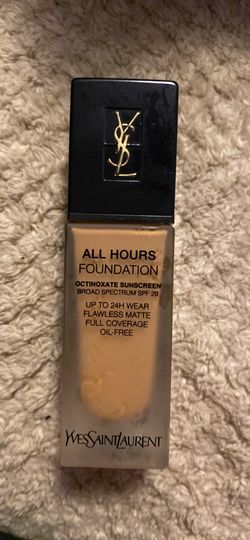 YSL
ALL HOURS
FOUNDATION
OCTINOXATE SUNSCREEN
BROAD SPECTRUM SPF 20
UP TO 24H WEAR
FLAWLESS MATTE
FULL COVERAGE
OIL-FREE
YVESSAINTLAURENT